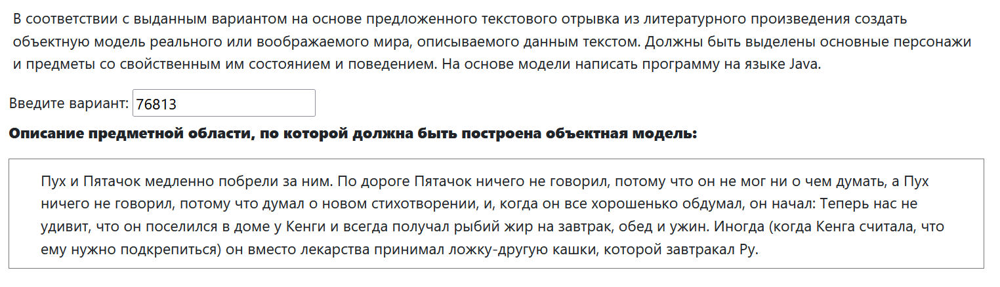 В соответствии с выданным вариантом на основе предложенного текстового отрывка из литературного произведения создать
объектную модель реального или воображаемого мира, описываемого данным текстом. Должны быть выделены основные персонажи
и предметы со свойственным им состоянием и поведением. На основе модели написать программу на языке Java.
Введите вариант: 76813
Описание предметной области, по которой должна быть построена объектная модель:
Пух и Пятачок медленно побрели за ним. По дороге Пятачок ничего не говорил, потому что он не мог ни о чем думать, а Пух
ничего не говорил, потому что думал о новом стихотворении, и, когда он все хорошенько обдумал, он начал: Теперь нас не
удивит, что он поселился в доме у Кенги и всегда получал рыбий жир на завтрак, обед и ужин. Иногда (когда Кенга считала, что
ему нужно подкрепиться) он вместо лекарства принимал ложку-другую кашки, которой завтракал Ру.